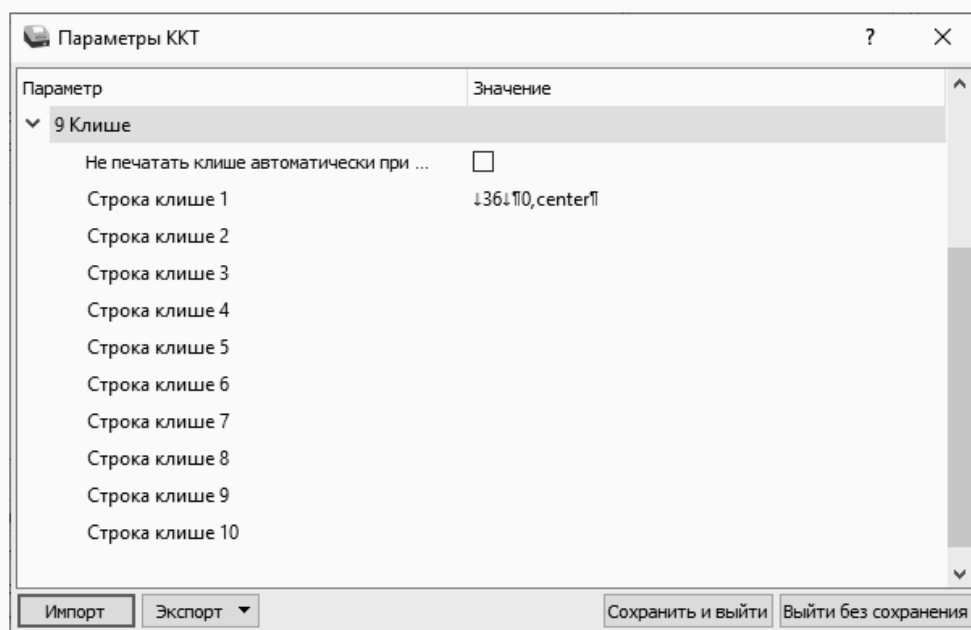 Параметры ККТ ?
Параметр Значение
9 Клише
Не печатать клише автоматически при ...
Строка клише 1 ↓36↓¶0,center¶
Строка клише 2
Строка клише 3
Строка клише 4
Строка клише 5
Строка клише 6
Строка клише 7
Строка клише 8
Строка клише 9
Строка клише 10
Импорт Экспорт Сохранить и выйти Выйти без сохранения